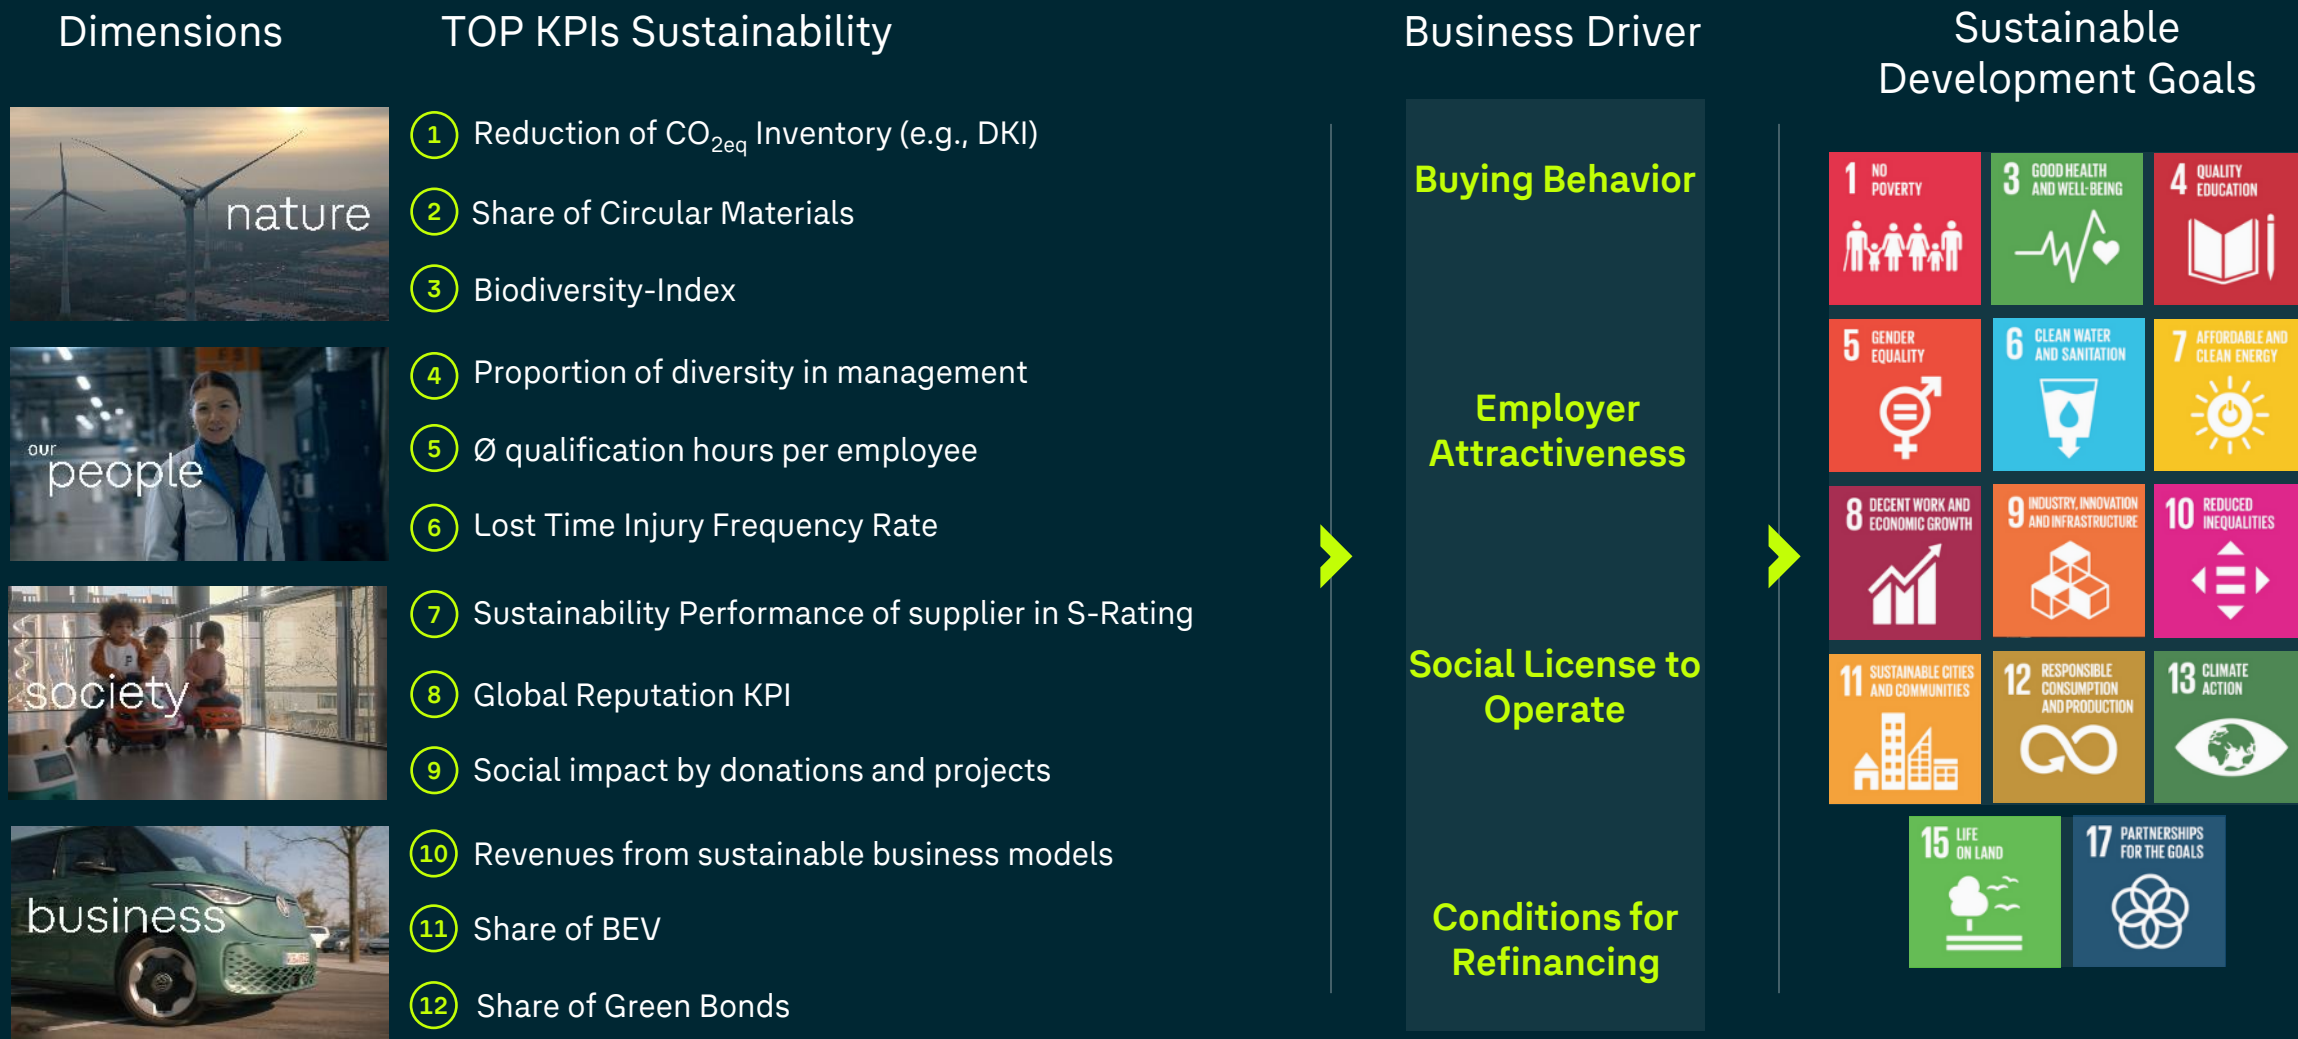 Dimensions
TOP KPIs Sustainability
Business Driver
Sustainable
Development Goals
nature
1 Reduction of CO2eq Inventory (e.g., DKI)
2 Share of Circular Materials
3 Biodiversity-Index
our
people
4 Proportion of diversity in management
5 Ø qualification hours per employee
6 Lost Time Injury Frequency Rate
society
7 Sustainability Performance of supplier in S-Rating
8 Global Reputation KPI
9 Social impact by donations and projects
business
10 Revenues from sustainable business models
11 Share of BEV
12 Share of Green Bonds
Buying Behavior
Employer
Attractiveness
Social License to
Operate
Conditions for
Refinancing
1 NO
POVERTY
3 GOOD HEALTH
AND WELL-BEING
4 QUALITY
EDUCATION
5 GENDER
EQUALITY
6 CLEAN WATER
AND SANITATION
7 AFFORDABLE AND
CLEAN ENERGY
8 DECENT WORK AND
ECONOMIC GROWTH
9 INDUSTRY, INNOVATION
AND INFRASTRUCTURE
10 REDUCED
INEQUALITIES
11 SUSTAINABLE CITIES
AND COMMUNITIES
12 RESPONSIBLE
CONSUMPTION
AND PRODUCTION
13 CLIMATE
ACTION
15 LIFE
ON LAND
17 PARTNERSHIPS
FOR THE GOALS